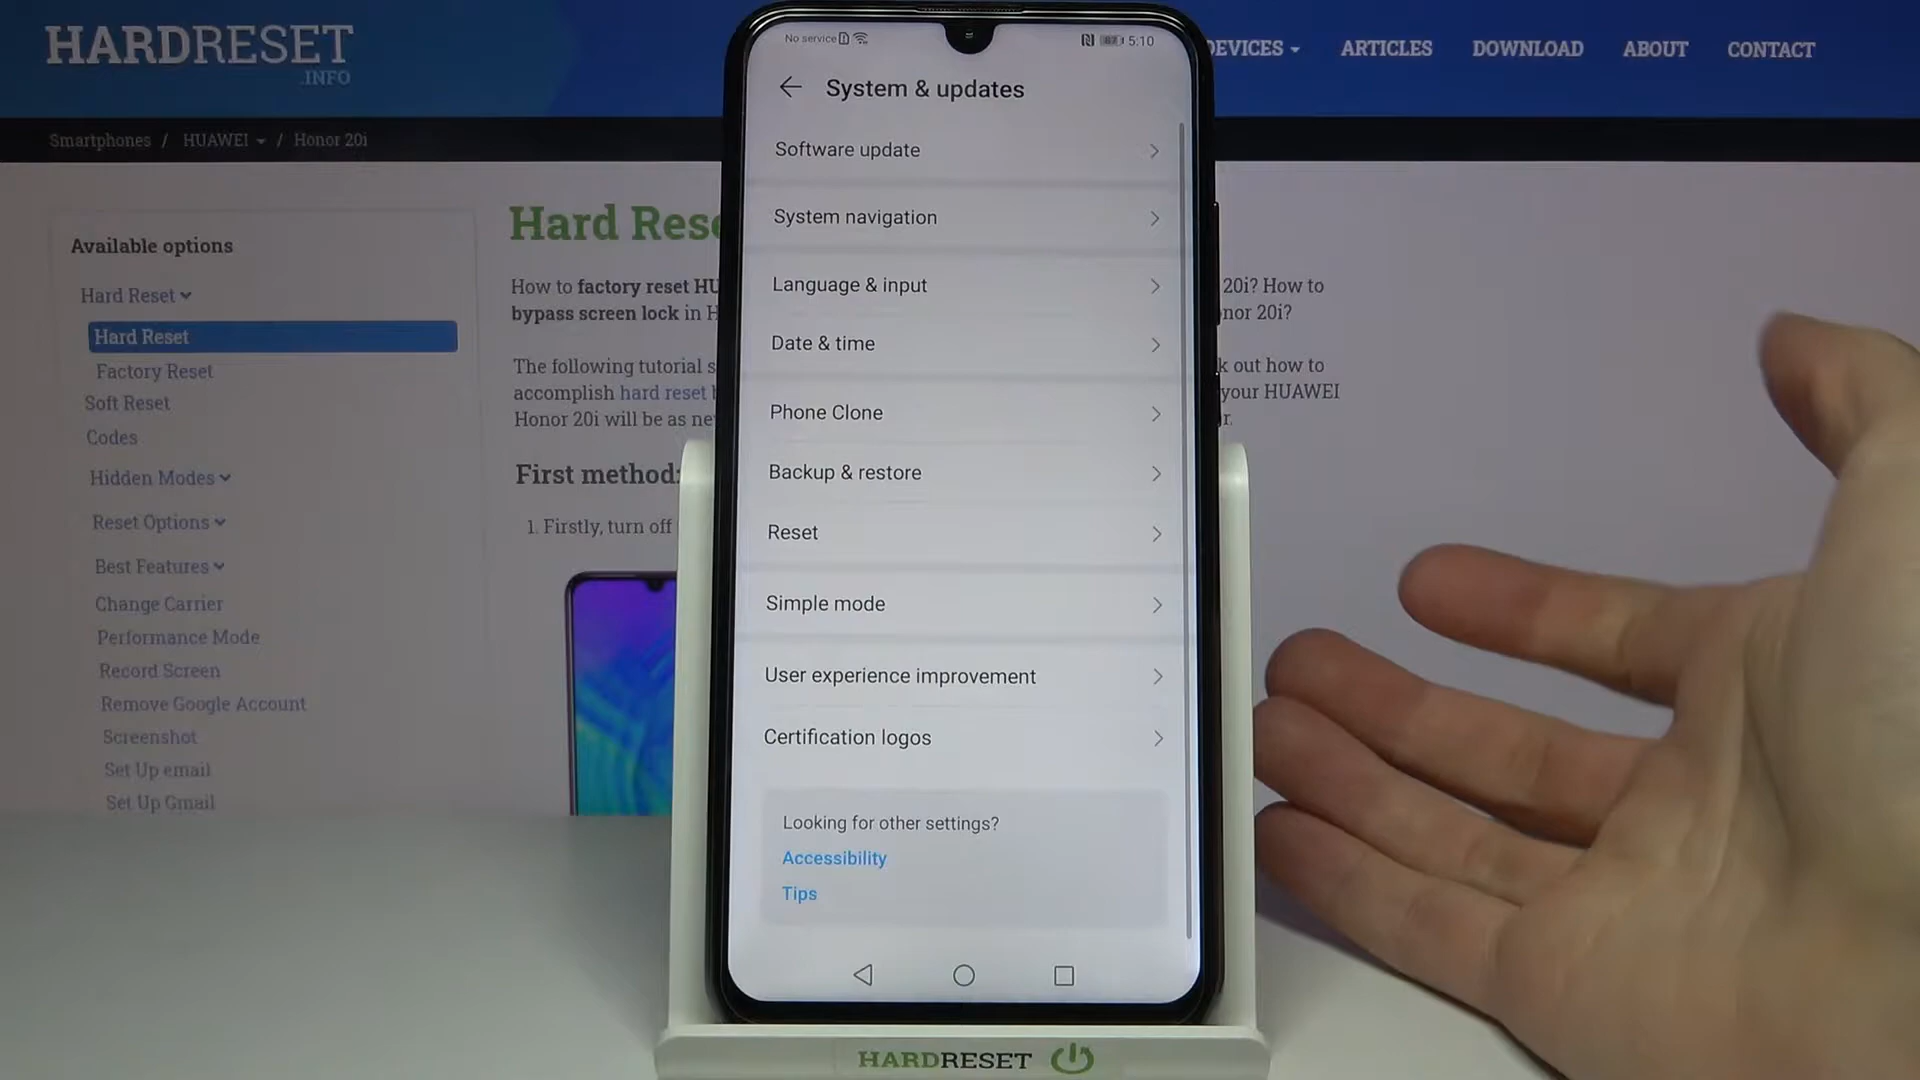 HARDRESET
.INFO
DEVICES
ARTICLES
DOWNLOAD
ABOUT
CONTACT
Smartphones / HUAWEI / Honor 20i
Available options
Hard Reset
Hard Reset
Factory Reset
Soft Reset
Codes
Hidden Modes
Reset Options
Best Features
Change Carrier
Performance Mode
Record Screen
Remove Google Account
Screenshot
Set Up email
Set Up Gmail
Hard Res
How to factory reset HU
20i? How to
bypass screen lock in H
nor 20i?
The following tutorial s
k out how to
accomplish hard reset
your HUAWEI
Honor 20i will be as ne
r.
First method:
1. Firstly, turn off
No service
87 5:10
System & updates
Software update
System navigation
Language & input
Date & time
Phone Clone
Backup & restore
Reset
Simple mode
User experience improvement
Certification logos
Looking for other settings?
Accessibility
Tips
HARDRESET